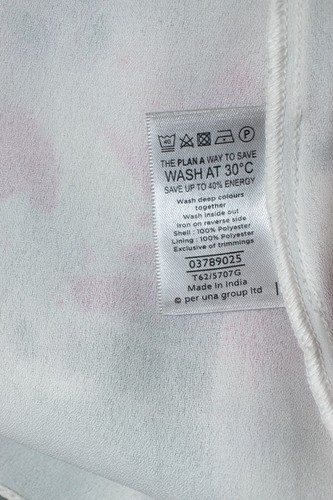 40 P
THE PLAN A WAY TO SAVE
WASH AT 30°C
SAVE UP TO 40% ENERGY
Wash deep colours
together
Wash inside out
Iron on reverse side
Shell : 100% Polyester
Lining : 100% Polyester
Exclusive of trimmings
03789025
T62/5707G
Made In India
© per una group ltd